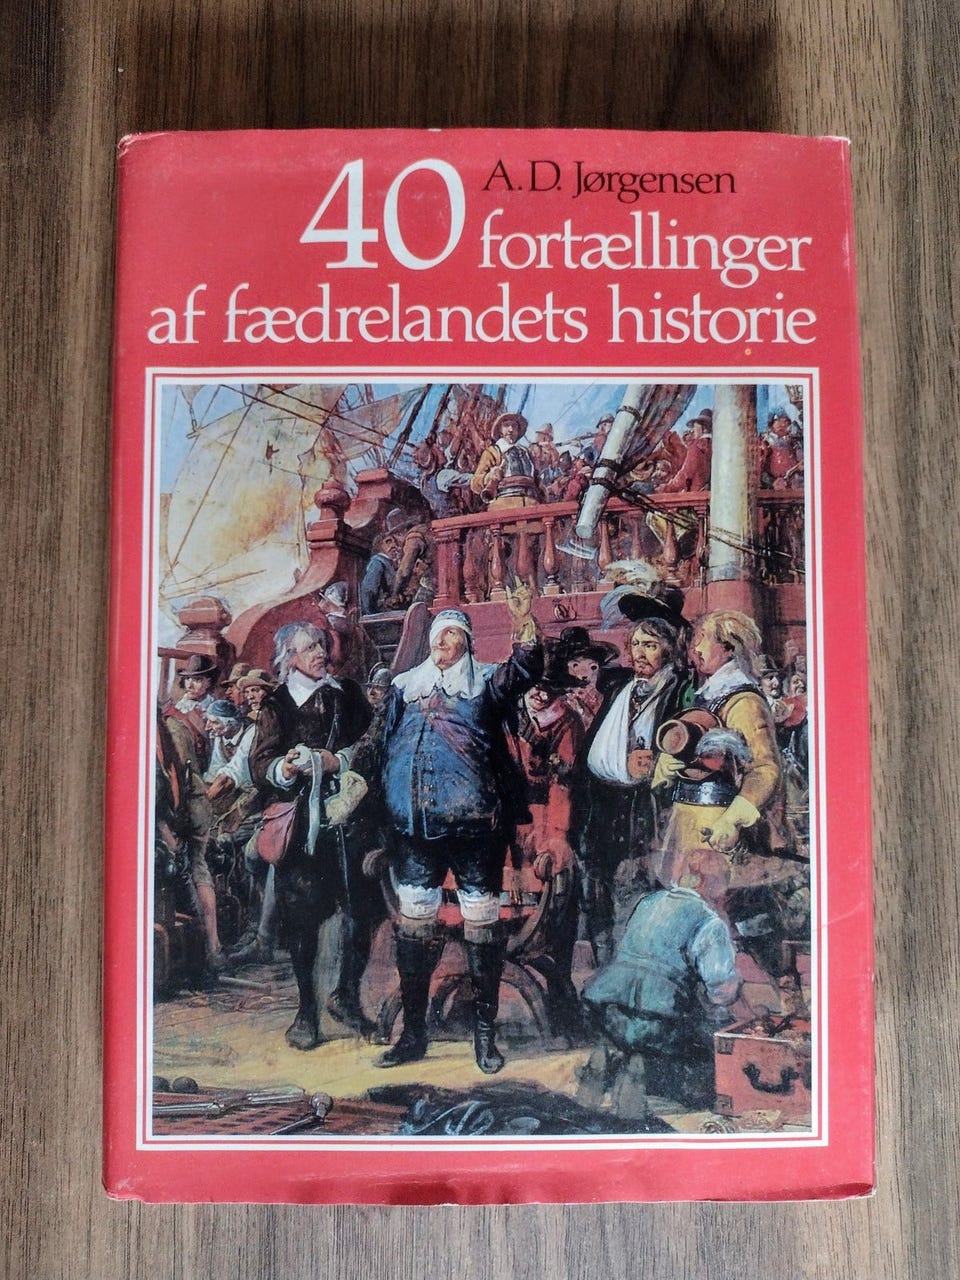 A. D. Jørgensen
40 fortællinger
af fædrelandets historie